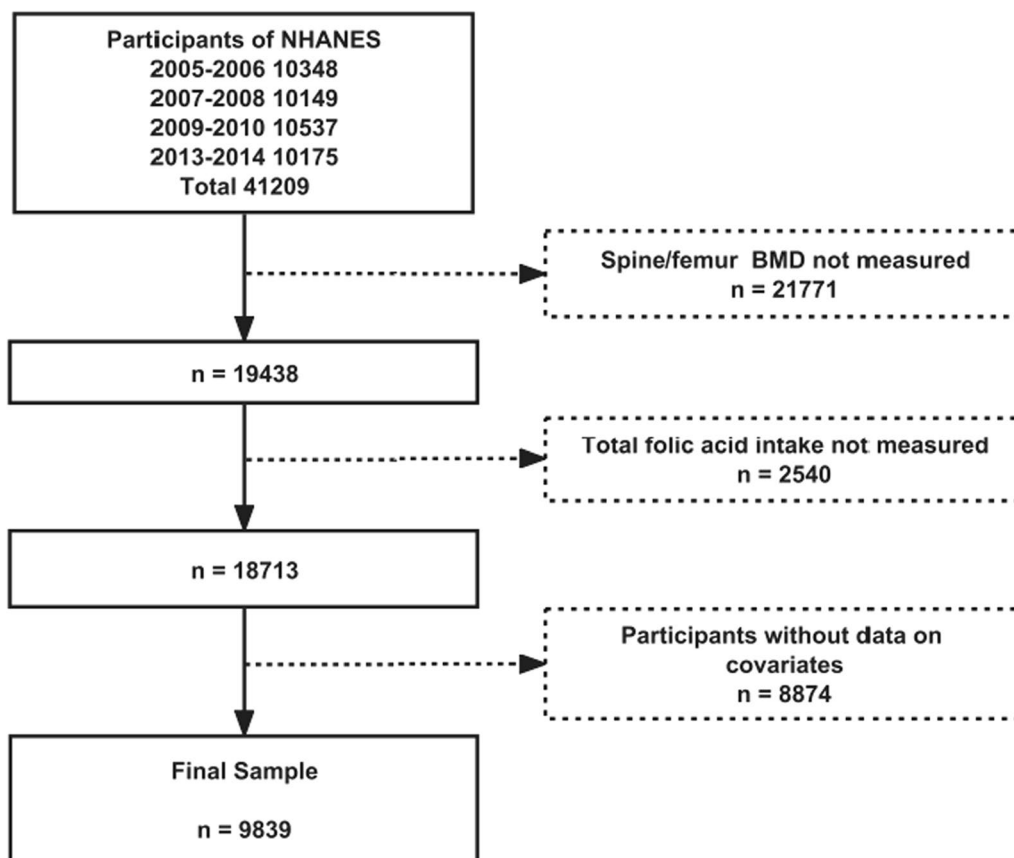 Participants of NHANES
2005-2006 10348
2007-2008 10149
2009-2010 10537
2013-2014 10175
Total 41209
Spine/femur BMD not measured
n = 21771
n = 19438
Total folic acid intake not measured
n = 2540
n = 18713
Participants without data on
covariates
n = 8874
Final Sample
n = 9839